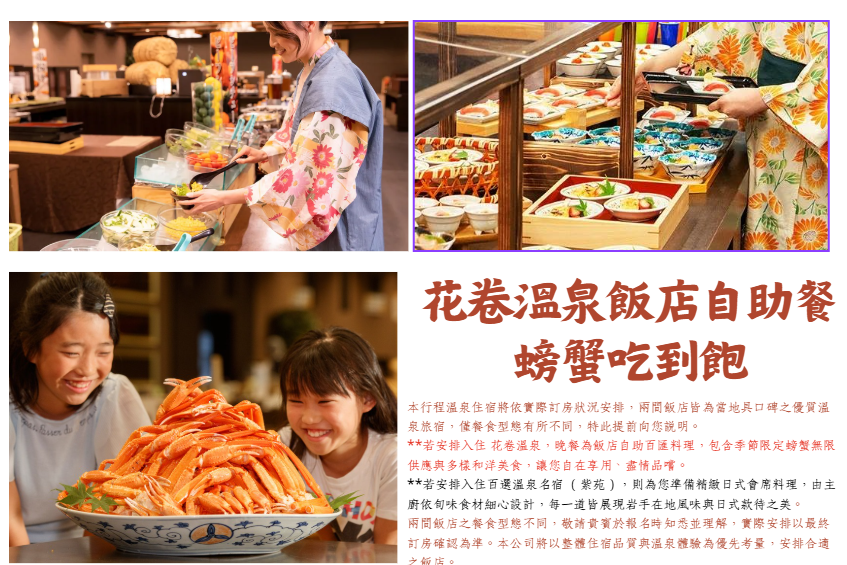 花卷溫泉飯店自助餐
螃蟹吃到飽
本行程溫泉住宿將依實際訂房狀況安排，兩間飯店皆為當地具口碑之優質溫
泉旅宿，僅餐食型態有所不同，特此提前向您說明。
**若安排入住 花卷溫泉，晚餐為飯店自助百匯料理，包含季節限定螃蟹無限
供應與多樣和洋美食，讓您自在享用、盡情品嚐。
**若安排入住百選溫泉名宿（紫苑），則為您準備精緻日式會席料理，由主
廚依旬味食材細心設計，每一道皆展現岩手在地風味與日式款待之美。
兩間飯店之餐食型態不同，敬請貴賓於報名時知悉並理解，實際安排以最終
訂房確認為準。本公司將以整體住宿品質與溫泉體驗為優先考量，安排合適
之飯店。